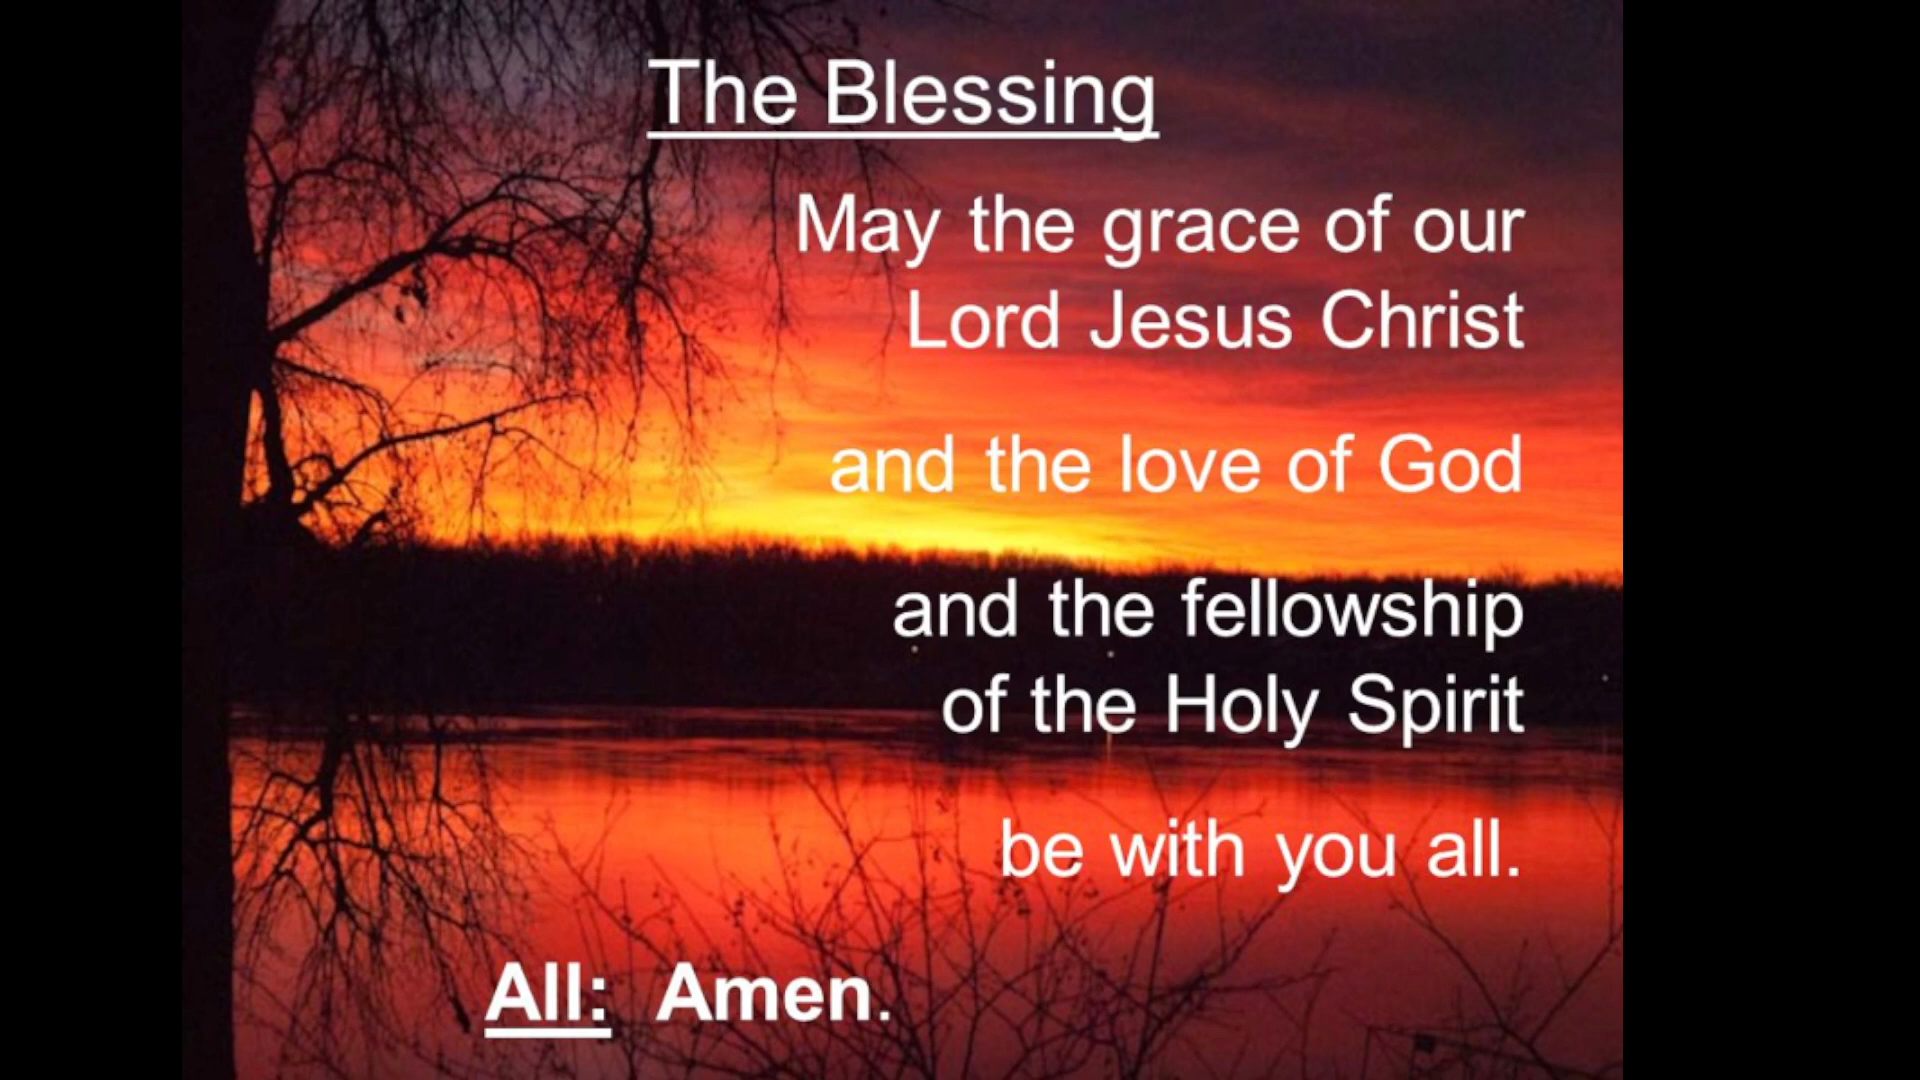 The Blessing
May the grace of our
Lord Jesus Christ
and the love of God
and the fellowship
of the Holy Spirit
be with you all.
All: Amen.